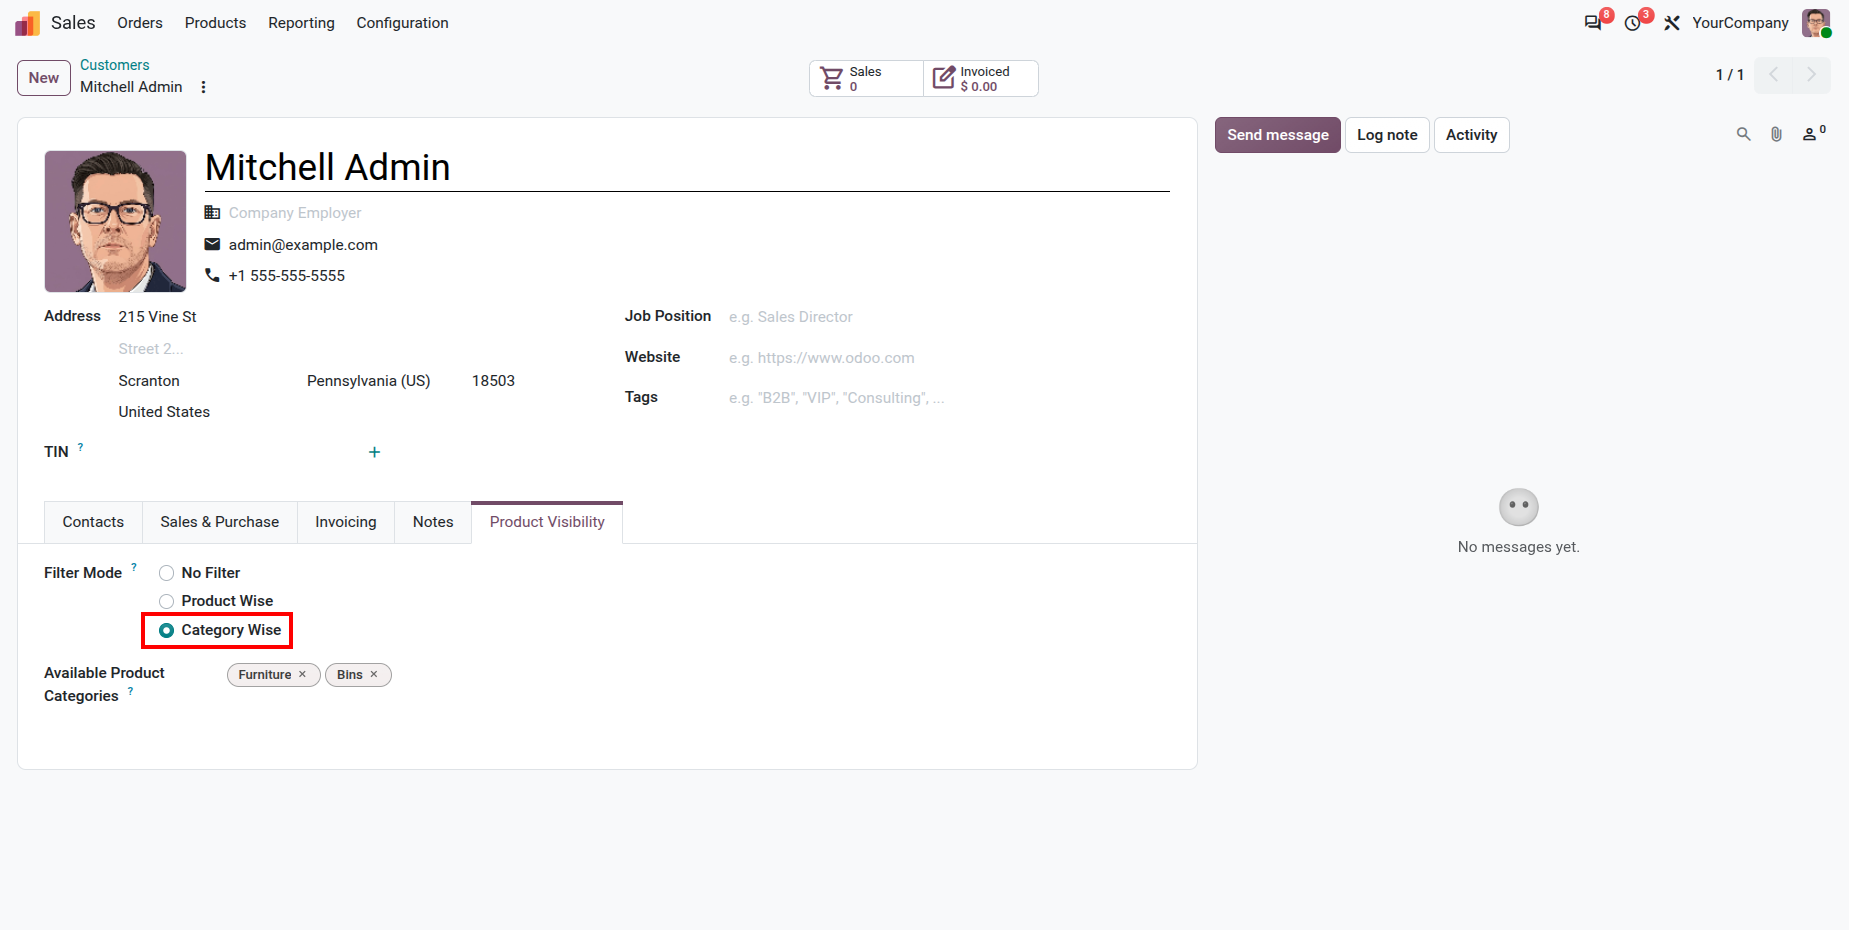 Sales Orders Products Reporting Configuration 8 3 YourCompany
New Customers
Mitchell Admin
Sales
0
Invoiced
$ 0.00
1 / 1
Mitchell Admin
Company Employer
admin@example.com
+1 555-555-5555
Address 215 Vine St
Street 2...
Scranton Pennsylvania (US) 18503
United States
TIN ? +
Job Position e.g. Sales Director
Website e.g. https://www.odoo.com
Tags e.g. "B2B", "VIP", "Consulting", ...
Contacts Sales & Purchase Invoicing Notes Product Visibility
Filter Mode ? No Filter
Product Wise
Category Wise
Available Product
Categories ? Furniture × Bins ×
Send message Log note Activity 0
No messages yet.